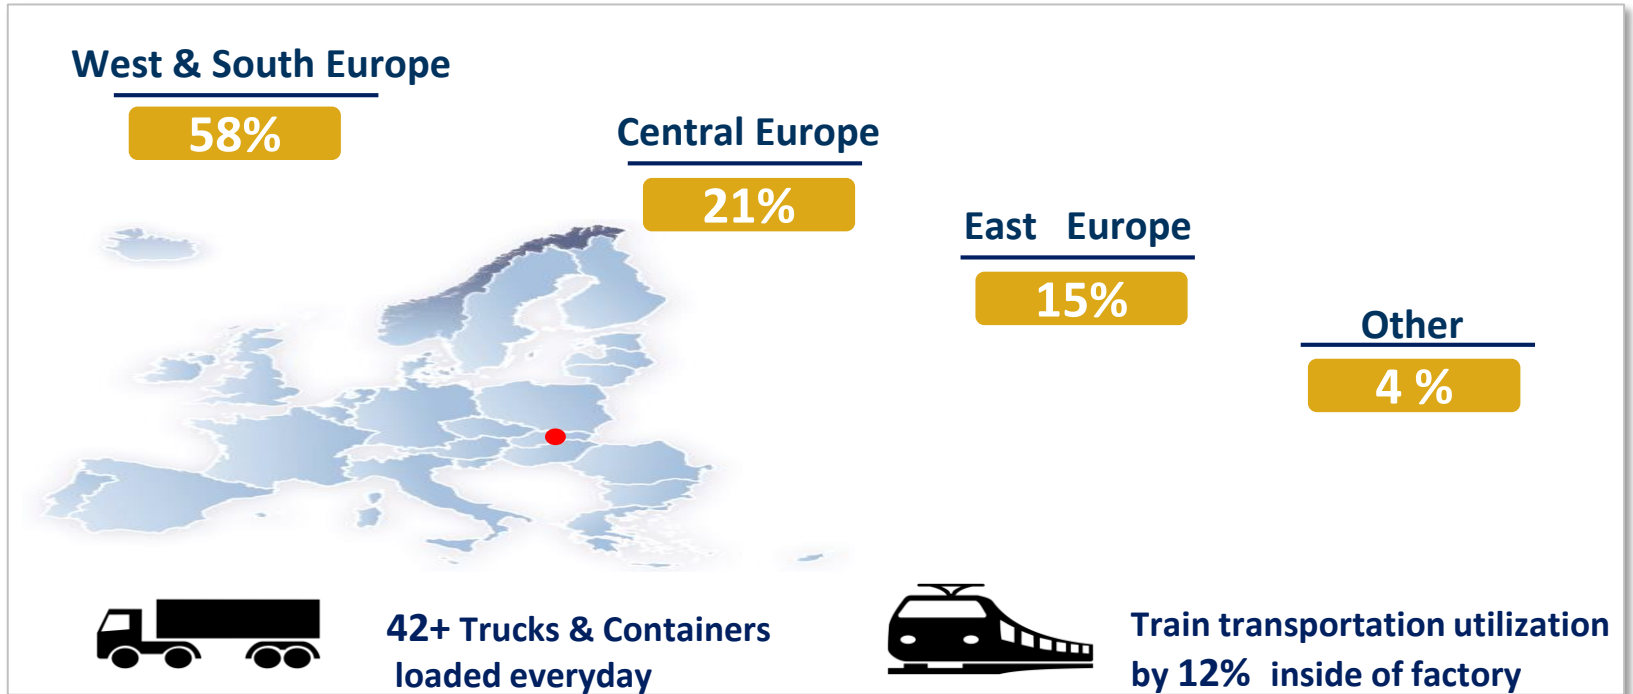 West & South Europe
58%
Central Europe
21%
East Europe
15%
Other
4 %
42+ Trucks & Containers
loaded everyday
Train transportation utilization
by 12% inside of factory